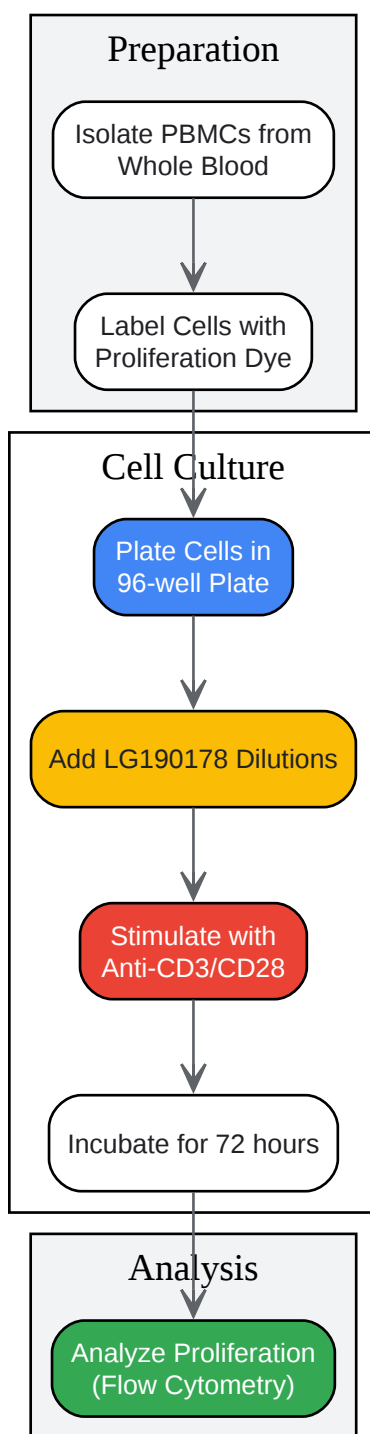 Preparation
Isolate PBMCs from
Whole Blood
Label Cells with
Proliferation Dye
Cell Culture
Plate Cells in
96-well Plate
Add LG190178 Dilutions
Stimulate with
Anti-CD3/CD28
Incubate for 72 hours
Analysis
Analyze Proliferation
(Flow Cytometry)